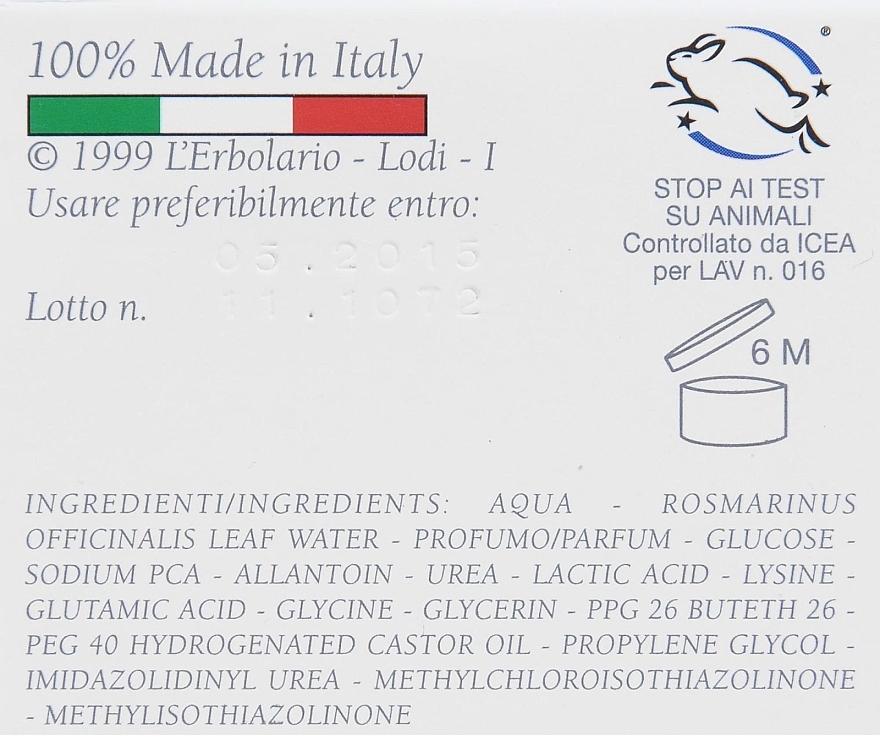 100% Made in Italy
© 1999 L'Erbolario - Lodi - I
Usare preferibilmente entro:
05.2015
Lotto n. 11.1072
®
STOP AI TEST
SU ANIMALI
Controllato da ICEA
per LAV n. 016
6 M
INGREDIENTI/INGREDIENTS: AQUA - ROSMARINUS
OFFICINALIS LEAF WATER - PROFUMO/PARFUM - GLUCOSE -
SODIUM PCA - ALLANTOIN - UREA - LACTIC ACID - LYSINE -
GLUTAMIC ACID - GLYCINE - GLYCERIN - PPG 26 BUTETH 26 -
PEG 40 HYDROGENATED CASTOR OIL - PROPYLENE GLYCOL -
IMIDAZOLIDINYL UREA - METHYLCHLOROISOTHIAZOLINONE
- METHYLISOTHIAZOLINONE